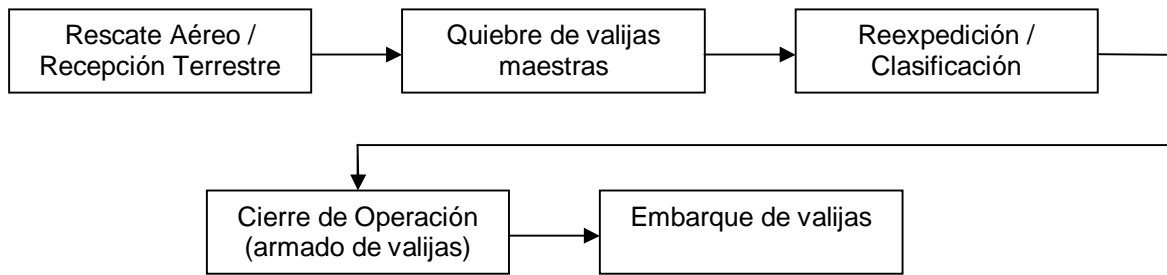 Rescate Aéreo /
Recepción Terrestre
Quiebre de valijas
maestras
Reexpedición /
Clasificación
Cierre de Operación
(armado de valijas)
Embarque de valijas